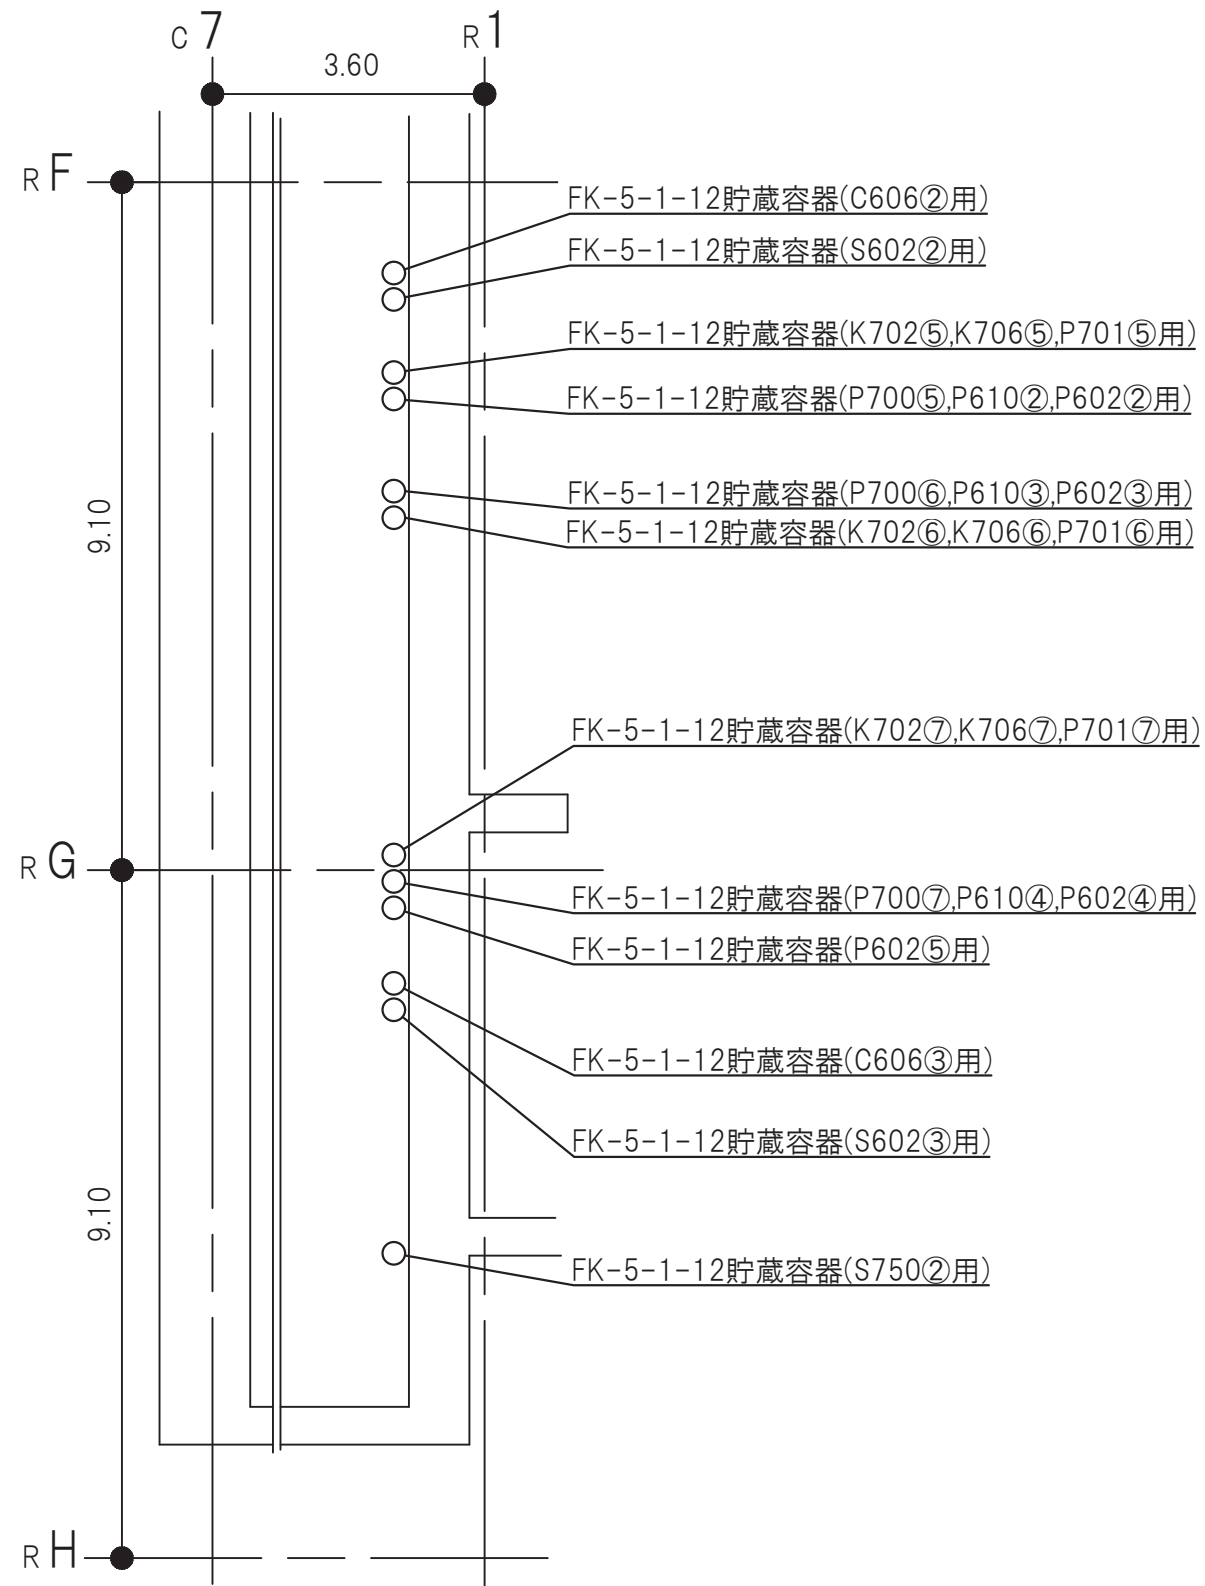 C7
R1
3.60
RF
FK-5-1-12貯蔵容器(C606②用)
FK-5-1-12貯蔵容器(S602②用)
FK-5-1-12貯蔵容器(K702⑤,K706⑤,P701⑤用)
FK-5-1-12貯蔵容器(P700⑤,P610②,P602②用)
9.10
FK-5-1-12貯蔵容器(P700⑥,P610③,P602③用)
FK-5-1-12貯蔵容器(K702⑥,K706⑥,P701⑥用)
FK-5-1-12貯蔵容器(K702⑦,K706⑦,P701⑦用)
RG
FK-5-1-12貯蔵容器(P700⑦,P610④,P602④用)
FK-5-1-12貯蔵容器(P602⑤用)
FK-5-1-12貯蔵容器(C606③用)
FK-5-1-12貯蔵容器(S602③用)
9.10
FK-5-1-12貯蔵容器(S750②用)
RH